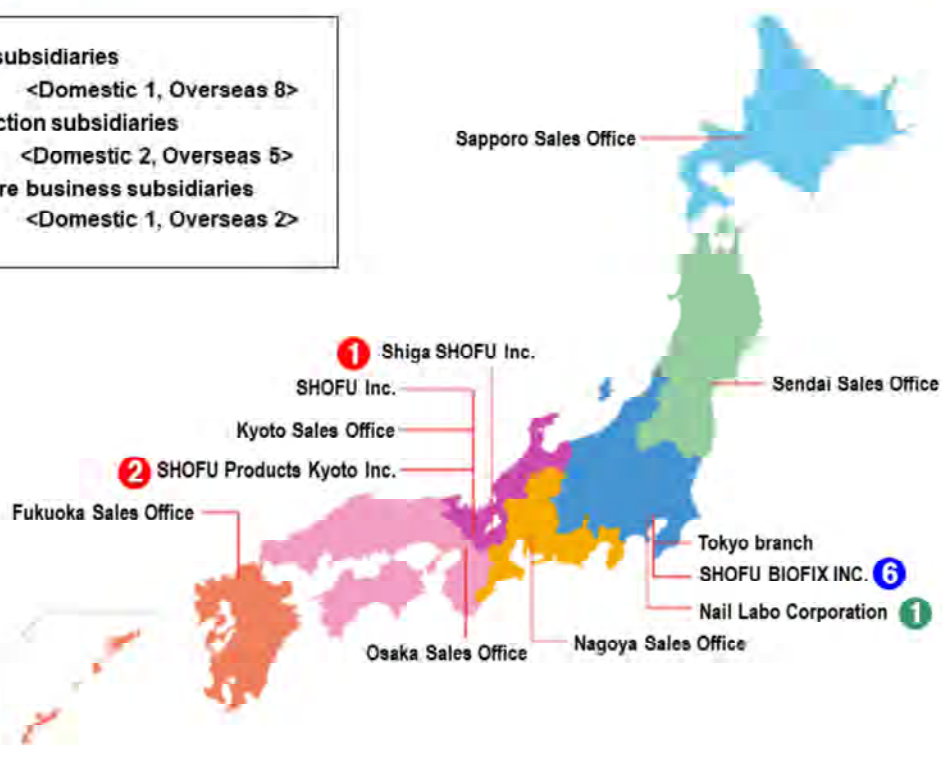 subsidiaries
<Domestic 1, Overseas 8>
ction subsidiaries
<Domestic 2, Overseas 5>
re business subsidiaries
<Domestic 1, Overseas 2>
Sapporo Sales Office
1 Shiga SHOFU Inc.
SHOFU Inc.
Sendai Sales Office
Kyoto Sales Office
2 SHOFU Products Kyoto Inc.
Fukuoka Sales Office
Tokyo branch
SHOFU BIOFIX INC. 6
Nail Labo Corporation 1
Nagoya Sales Office
Osaka Sales Office